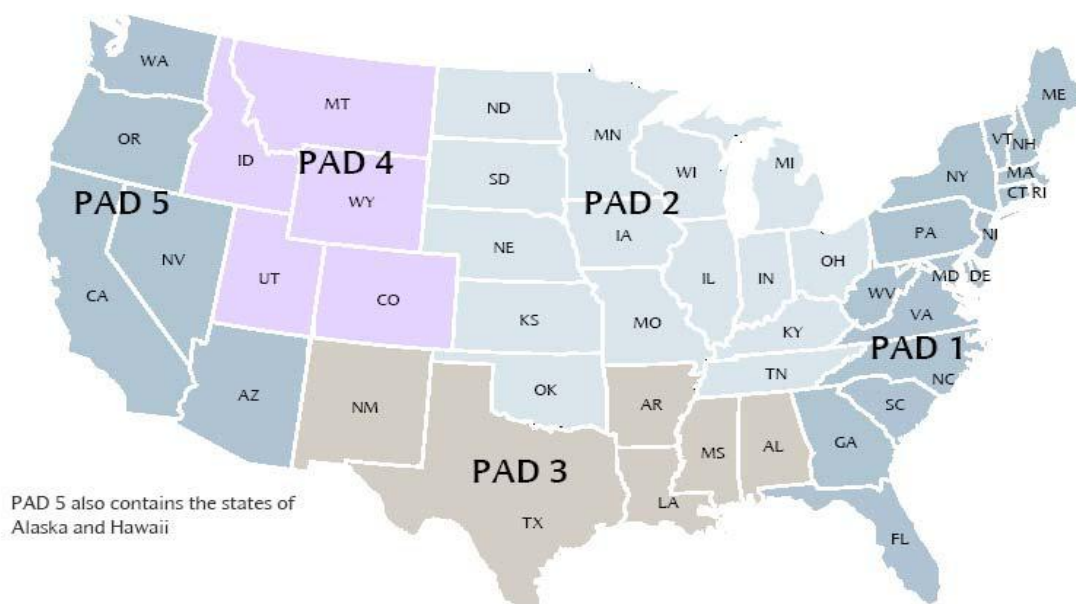 WA
MT
ND
MN
ME
OR
ID
PAD 4
SD
WI
MI
VT
NH
NY
MA
CT RI
PAD 5
WY
PAD 2
NV
NE
IA
PA
NJ
CA
UT
CO
IL
IN
OH
MD
DE
WV
VA
KS
MO
KY
PAD 1
AZ
NM
OK
AR
TN
NC
SC
PAD 3
MS
AL
GA
PAD 5 also contains the states of
Alaska and Hawaii
TX
LA
FL